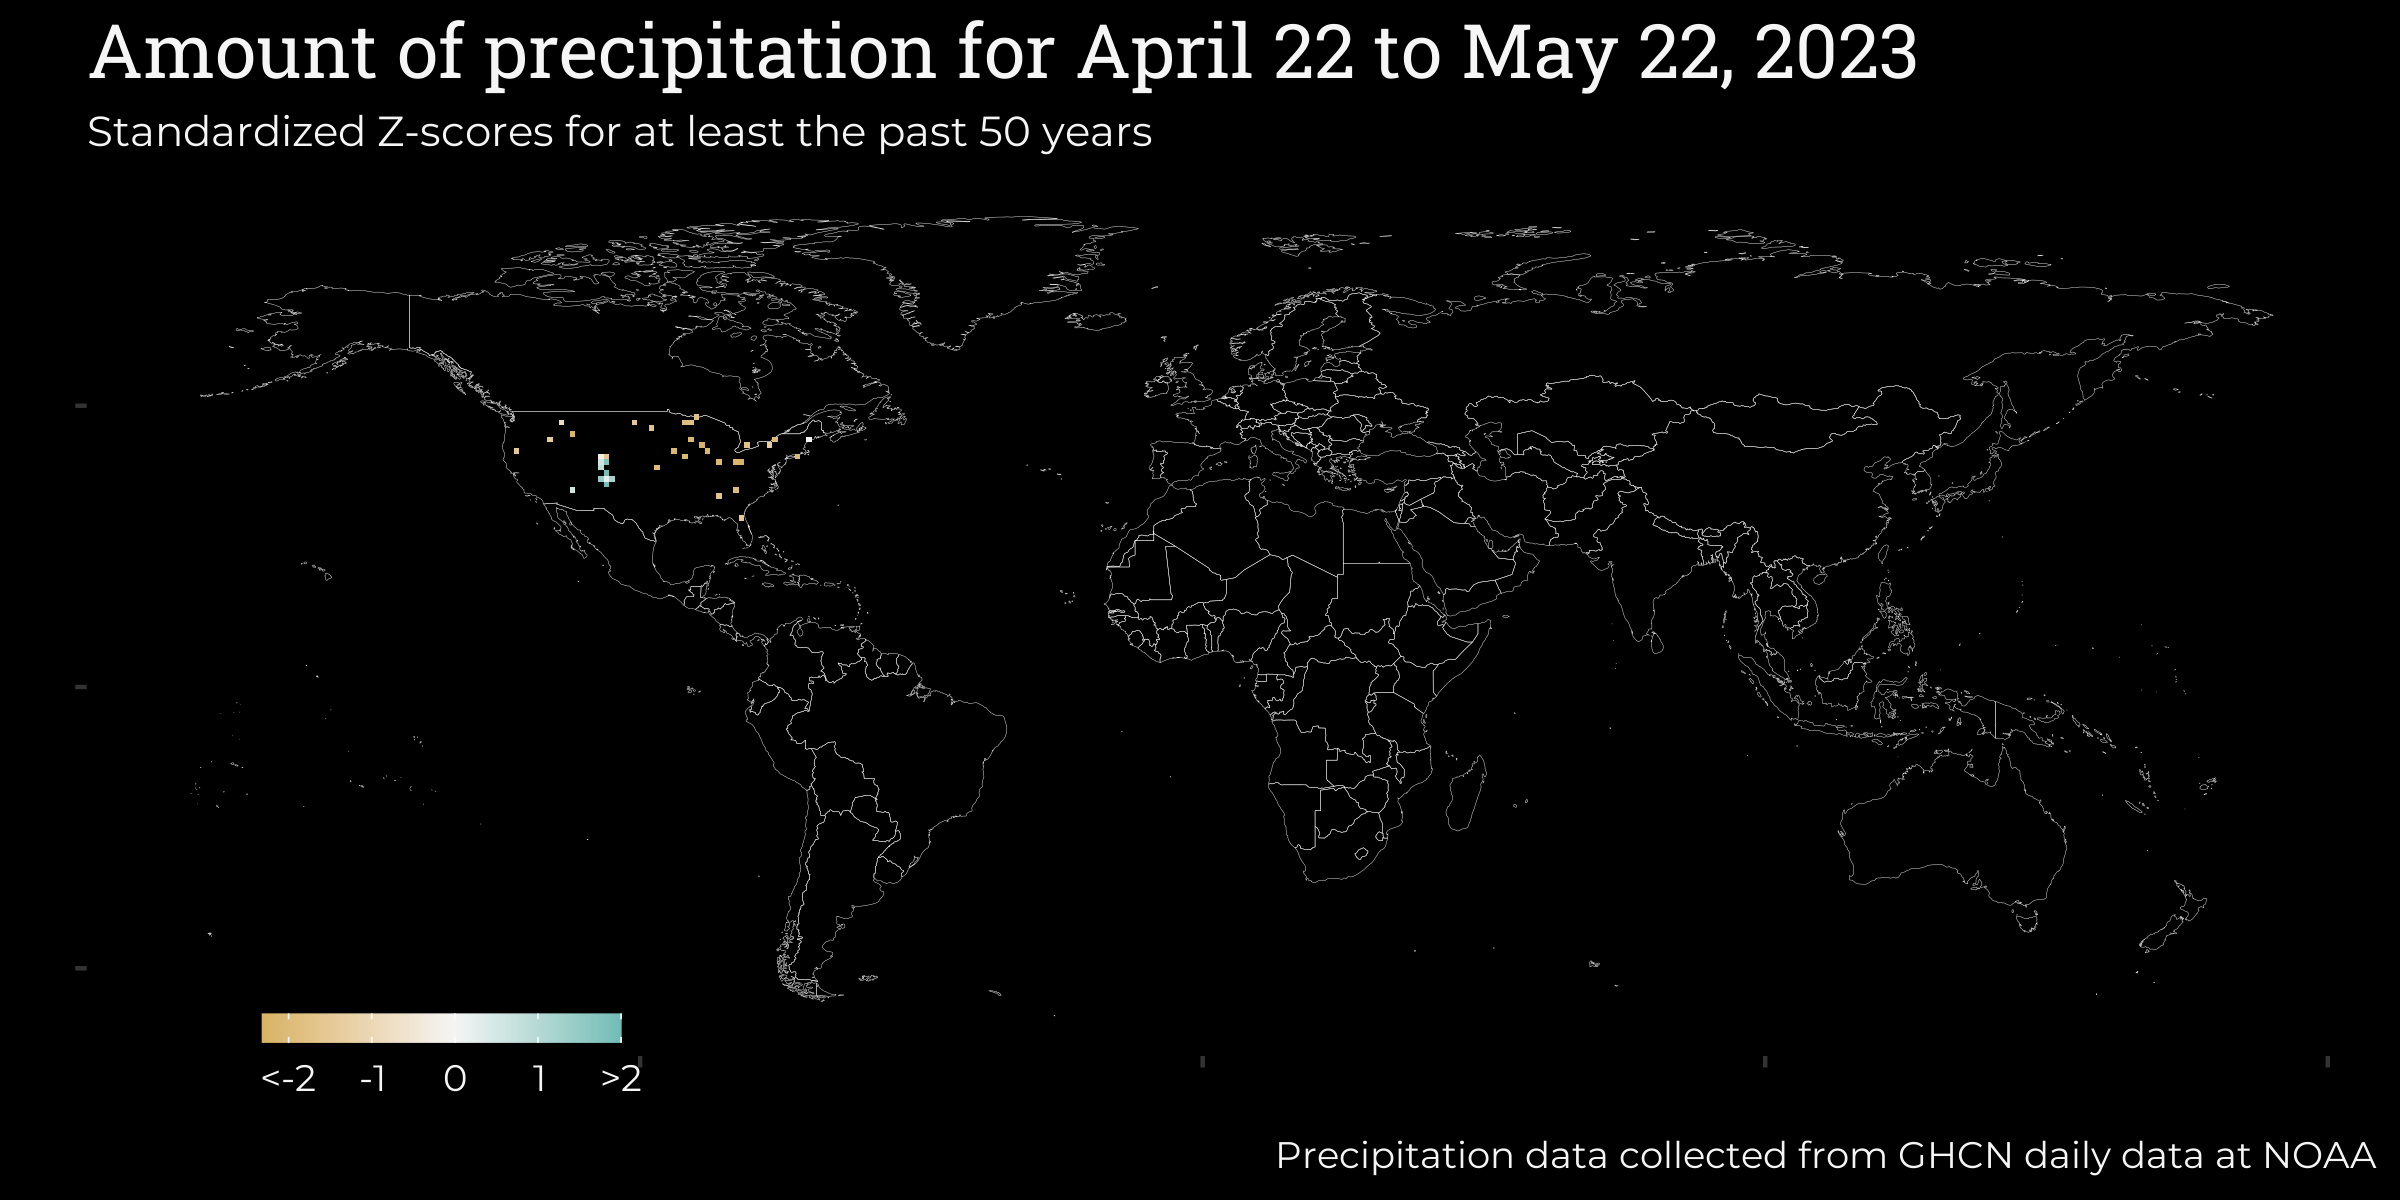 Amount of precipitation for April 22 to May 22, 2023
Standardized Z-scores for at least the past 50 years
<-2 -1 0 1 >2
Precipitation data collected from GHCN daily data at NOAA